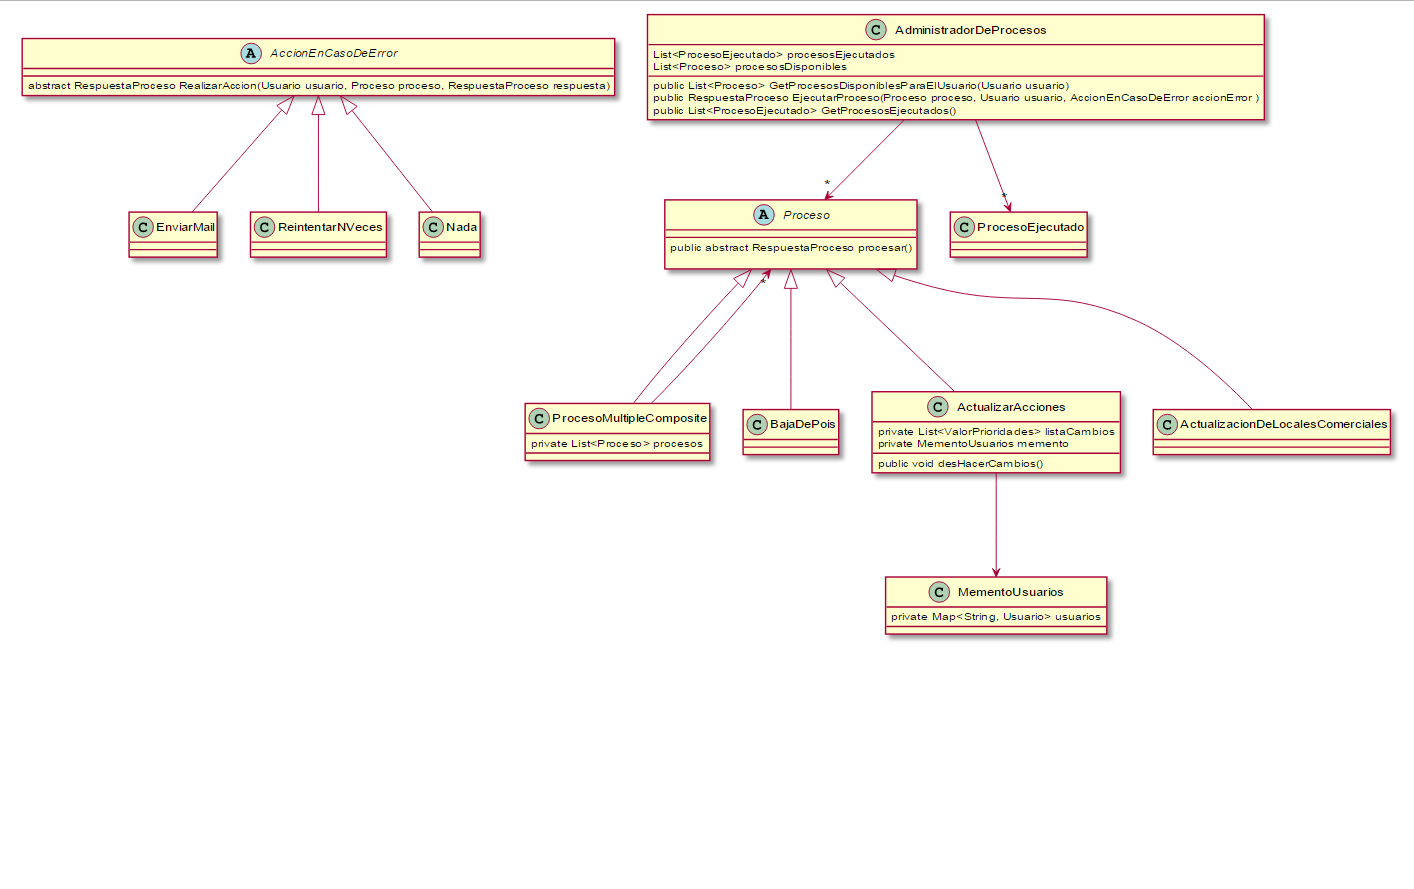 A AccionEnCasoDeError
abstract RespuestaProceso RealizarAccion(Usuario usuario, Proceso proceso, RespuestaProceso respuesta)
C AdministradorDeProcesos
List<ProcesoEjecutado> procesosEjecutados
List<Proceso> procesosDisponibles
public List<Proceso> GetProcesosDisponiblesParaElUsuario(Usuario usuario)
public RespuestaProceso EjecutarProceso(Proceso proceso, Usuario usuario, AccionEnCasoDeError accionError )
public List<ProcesoEjecutado> GetProcesosEjecutados()
*
*
C EnviarMail
C ReintentarNVeces
C Nada
A Proceso
public abstract RespuestaProceso procesar()
C ProcesoEjecutado
*
C ProcesoMultipleComposite
private List<Proceso> procesos
C BajaDePois
C ActualizarAcciones
private List<ValorPrioridades> listaCambios
private MementoUsuarios memento
public void desHacerCambios()
C ActualizacionDeLocalesComerciales
C MementoUsuarios
private Map<String, Usuario> usuarios